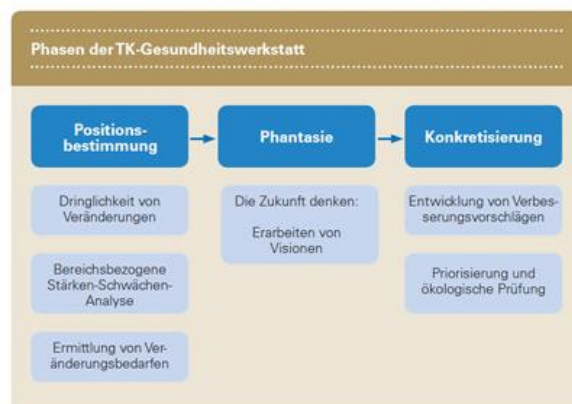 Phasen der TK-Gesundheitswerkstatt
Positions-
bestimmung
Phantasie
Konkretisierung
Dringlichkeit von
Veränderungen
Bereichsbezogene
Stärken-Schwächen-
Analyse
Ermittlung von Ver-
änderungsbedarfen
Die Zukunft denken:
Erarbeiten von
Visionen
Entwicklung von Verbes-
serungsvorschlägen
Priorisierung und
ökologische Prüfung